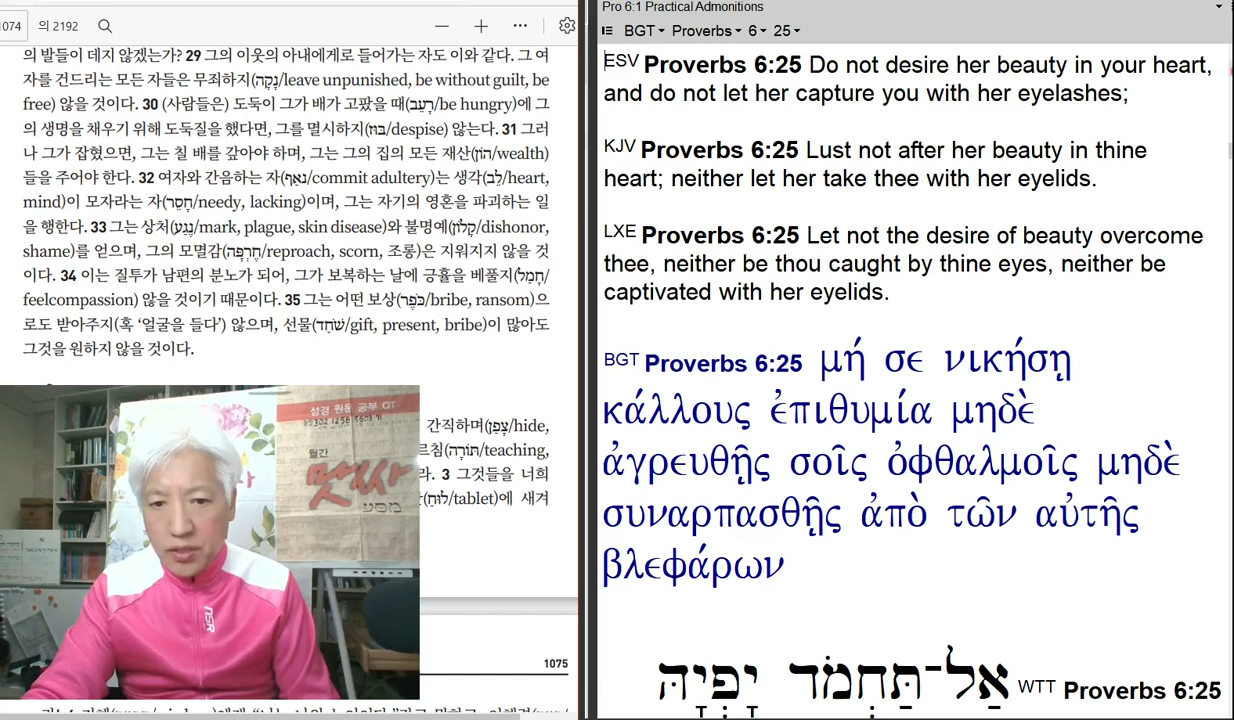 1074
의 2192
의 발들이 데지 않겠는가? 29 그의 이웃의 아내에게로 들어가는 자도 이와 같다. 그 여
자를 건드리는 모든 자들은 무죄하지(נָקָה/leave unpunished, be without guilt, be
free) 않을 것이다. 30 (사람들은) 도둑이 그가 배가 고팠을 때(רָעֵב/be hungry)에 그
의 생명을 채우기 위해 도둑질을 했다면, 그를 멸시하지(בּוּז/despise) 않는다. 31 그러
나 그가 잡혔으면, 그는 칠 배를 갚아야 하며, 그는 그의 집의 모든 재산(הוֹן/wealth)
들을 주어야 한다. 32 여자와 간음하는 자(נָאַף/commit adultery)는 생각(לֵב/heart,
mind)이 모자라는 자(חָסֵר/needy, lacking)이며, 그는 자기의 영혼을 파괴하는 일
을 행한다. 33 그는 상처(נֶגַע/mark, plague, skin disease)와 불명예(קָלוֹן/dishonor,
shame)를 얻으며, 그의 모멸감(חֶרְפָּה/reproach, scorn, 조롱)은 지워지지 않을 것
이다. 34 이는 질투가 남편의 분노가 되어, 그가 보복하는 날에 긍휼을 베풀지(חָמַל/
feelcompassion) 않을 것이기 때문이다. 35 그는 어떤 보상(כֹּפֶר/bribe, ransom)으
로도 받아주지(혹 '얼굴을 들다') 않으며, 선물(שֹׁחַד/gift, present, bribe)이 많아도
그것을 원하지 않을 것이다.
간직하며(צָפַן/hide,
르침(תּוֹרָה/teaching,
라. 3 그것들을 너희
(לוּחַ/tablet)에 새겨
1075
성경 원문 공부 QT
월간
맛싸
מסע
NSR
Pro 6:1 Practical Admonitions
BGT Proverbs 6 25
ESV Proverbs 6:25 Do not desire her beauty in your heart,
and do not let her capture you with her eyelashes;
KJV Proverbs 6:25 Lust not after her beauty in thine
heart; neither let her take thee with her eyelids.
LXE Proverbs 6:25 Let not the desire of beauty overcome
thee, neither be thou caught by thine eyes, neither be
captivated with her eyelids.
BGT Proverbs 6:25 μή σε νικήσῃ
κάλλους ἐπιθυμία μηδὲ
ἀγρευθῇς σοῖς ὀφθαλμοῖς μηδὲ
συναρπασθῇς ἀπὸ τῶν αὐτῆς
βλεφάρων
WTT Proverbs 6:25 אַל־תַּחְמֹד יָפְיָהּ